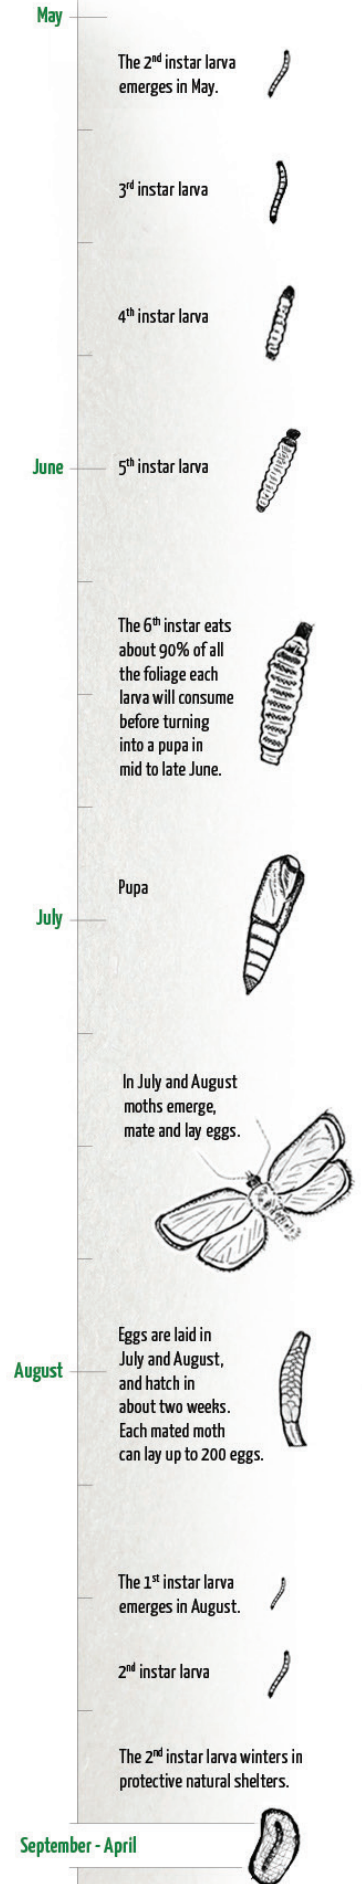 May
The 2nd instar larva
emerges in May.
3rd instar larva
4th instar larva
June
5th instar larva
The 6th instar eats
about 90% of all
the foliage each
larva will consume
before turning
into a pupa in
mid to late June.
Pupa
July
In July and August
moths emerge,
mate and lay eggs.
Eggs are laid in
July and August,
and hatch in
about two weeks.
Each mated moth
can lay up to 200 eggs.
August
The 1st instar larva
emerges in August.
2nd instar larva
The 2nd instar larva winters in
protective natural shelters.
September - April